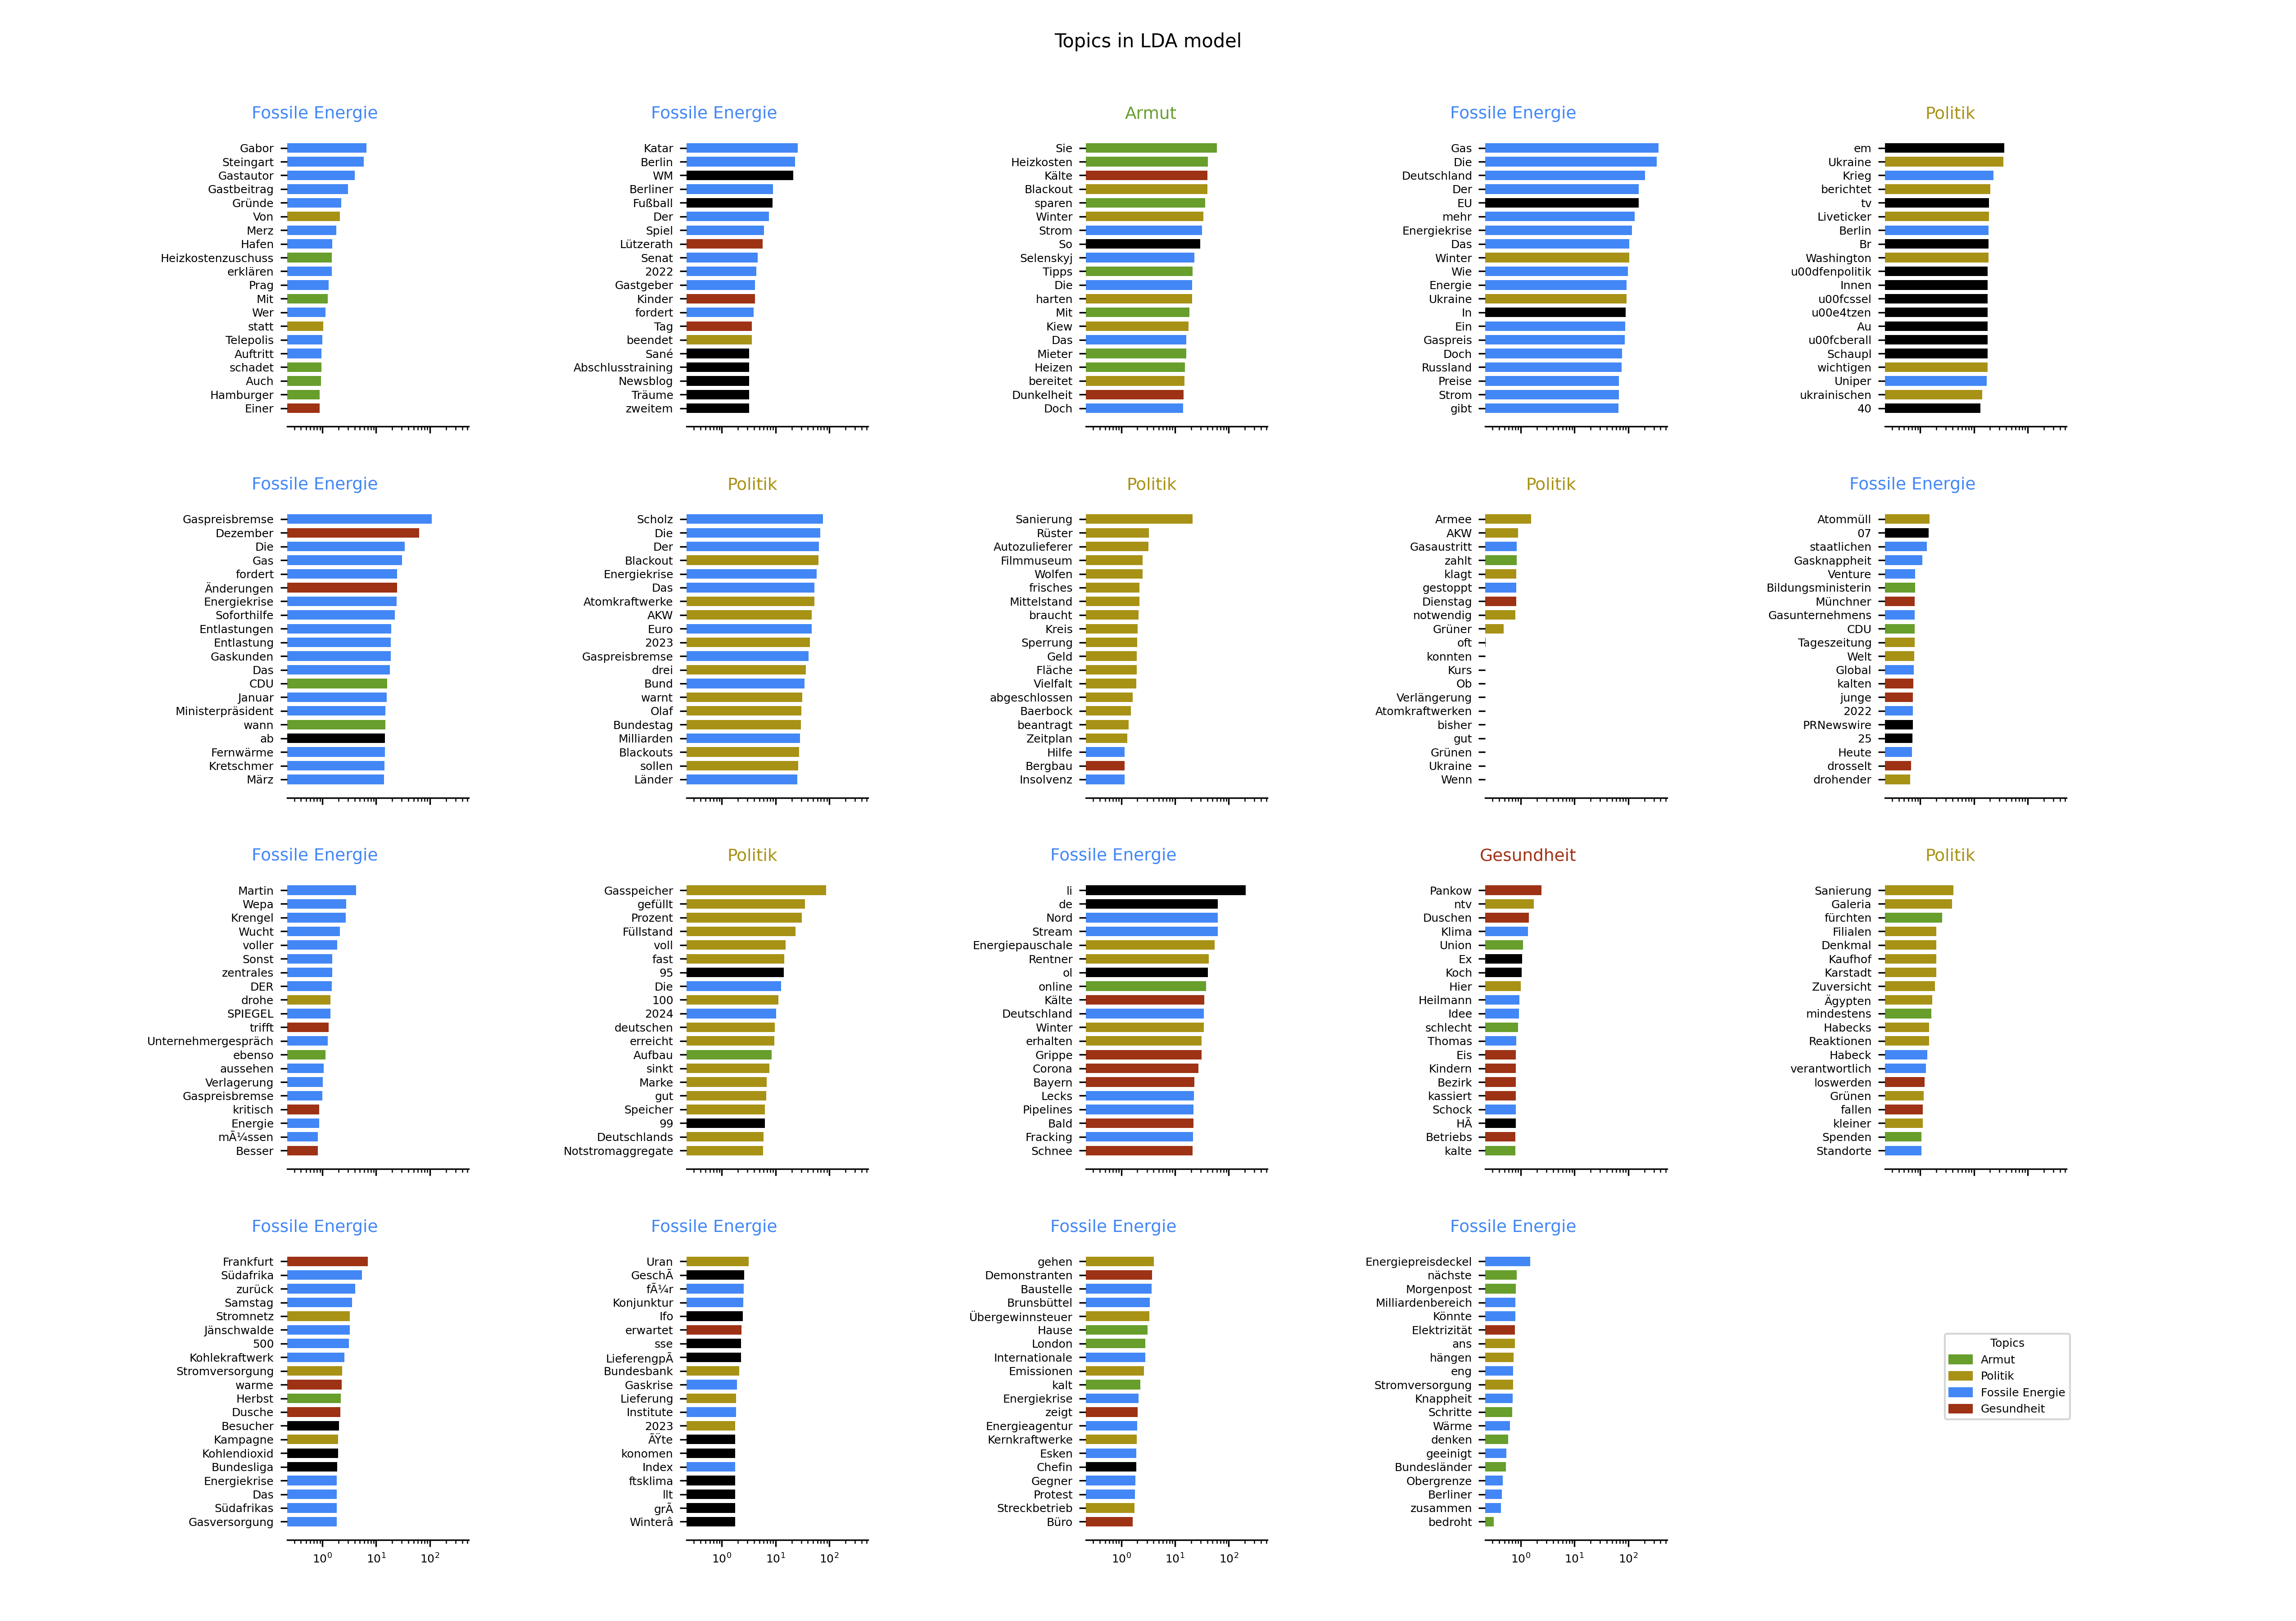 Topics in LDA model
Fossile Energie
Gabor
Steingart
Gastautor
Gastbeitrag
Gründe
Von
Merz
Hafen
Heizkostenzuschuss
erklären
Prag
Mit
Wer
statt
Telepolis
Auftritt
schadet
Auch
Hamburger
Einer
Fossile Energie
Katar
Berlin
WM
Berliner
Fußball
Der
Spiel
Lützerath
Senat
2022
Gastgeber
Kinder
fordert
Tag
beendet
Sané
Abschlusstraining
Newsblog
Träume
zweitem
Armut
Sie
Heizkosten
Kälte
Blackout
sparen
Winter
Strom
So
Selenskyj
Tipps
Die
harten
Mit
Kiew
Das
Mieter
Heizen
bereitet
Dunkelheit
Doch
Fossile Energie
Gas
Die
Deutschland
Der
EU
mehr
Energiekrise
Das
Winter
Wie
Energie
Ukraine
In
Ein
Gaspreis
Doch
Russland
Preise
Strom
gibt
Politik
em
Ukraine
Krieg
berichtet
tv
Liveticker
Berlin
Br
Washington
u00dfenpolitik
Innen
u00fcssel
u00e4tzen
Au
u00fcberall
Schaupl
wichtigen
Uniper
ukrainischen
40
Fossile Energie
Gaspreisbremse
Dezember
Die
Gas
fordert
Änderungen
Energiekrise
Soforthilfe
Entlastungen
Entlastung
Gaskunden
Das
CDU
Januar
Ministerpräsident
wann
ab
Fernwärme
Kretschmer
März
Politik
Scholz
Die
Der
Blackout
Energiekrise
Das
Atomkraftwerke
AKW
Euro
2023
Gaspreisbremse
drei
Bund
warnt
Olaf
Bundestag
Milliarden
Blackouts
sollen
Länder
Politik
Sanierung
Rüster
Autozulieferer
Filmmuseum
Wolfen
frisches
Mittelstand
braucht
Kreis
Sperrung
Geld
Fläche
Vielfalt
abgeschlossen
Baerbock
beantragt
Zeitplan
Hilfe
Bergbau
Insolvenz
Politik
Armee
AKW
Gasaustritt
zahlt
klagt
gestoppt
Dienstag
notwendig
Grüner
oft
konnten
Kurs
Ob
Verlängerung
Atomkraftwerken
bisher
gut
Grünen
Ukraine
Wenn
Fossile Energie
Atommüll
07
staatlichen
Gasknappheit
Venture
Bildungsministerin
Münchner
Gasunternehmens
CDU
Tageszeitung
Welt
Global
kalten
junge
2022
PRNewswire
25
Heute
drosselt
drohender
Fossile Energie
Martin
Wepa
Krengel
Wucht
voller
Sonst
zentrales
DER
drohe
SPIEGEL
trifft
Unternehmergespräch
ebenso
aussehen
Verlagerung
Gaspreisbremse
kritisch
Energie
mÃ¼ssen
Besser
Politik
Gasspeicher
gefüllt
Prozent
Füllstand
voll
fast
95
Die
100
2024
deutschen
erreicht
Aufbau
sinkt
Marke
gut
Speicher
99
Deutschlands
Notstromaggregate
Fossile Energie
li
de
Nord
Stream
Energiepauschale
Rentner
ol
online
Kälte
Deutschland
Winter
erhalten
Grippe
Corona
Bayern
Lecks
Pipelines
Bald
Fracking
Schnee
Gesundheit
Pankow
ntv
Duschen
Klima
Union
Ex
Koch
Hier
Heilmann
Idee
schlecht
Thomas
Eis
Kindern
Bezirk
kassiert
Schock
HÃ
Betriebs
kalte
Politik
Sanierung
Galeria
fürchten
Filialen
Denkmal
Kaufhof
Karstadt
Zuversicht
Ägypten
mindestens
Habecks
Reaktionen
Habeck
verantwortlich
loswerden
Grünen
fallen
kleiner
Spenden
Standorte
Fossile Energie
Frankfurt
Südafrika
zurück
Samstag
Stromnetz
Jänschwalde
500
Kohlekraftwerk
Stromversorgung
warme
Herbst
Dusche
Besucher
Kampagne
Kohlendioxid
Bundesliga
Energiekrise
Das
Südafrikas
Gasversorgung
10⁰ 10¹ 10²
Fossile Energie
Uran
GeschÃ
fÃ¼r
Konjunktur
Ifo
erwartet
sse
LieferengpÃ
Bundesbank
Gaskrise
Lieferung
Institute
2023
ÃŸte
konomen
Index
ftsklima
llt
grÃ
Winterâ
10⁰ 10¹ 10²
Fossile Energie
gehen
Demonstranten
Baustelle
Brunsbüttel
Übergewinnsteuer
Hause
London
Internationale
Emissionen
kalt
Energiekrise
zeigt
Energieagentur
Kernkraftwerke
Esken
Chefin
Gegner
Protest
Streckbetrieb
Büro
10⁰ 10¹ 10²
Fossile Energie
Energiepreisdeckel
nächste
Morgenpost
Milliardenbereich
Könnte
Elektrizität
ans
hängen
eng
Stromversorgung
Knappheit
Schritte
Wärme
denken
geeinigt
Bundesländer
Obergrenze
Berliner
zusammen
bedroht
10⁰ 10¹ 10²
Topics
Armut
Politik
Fossile Energie
Gesundheit